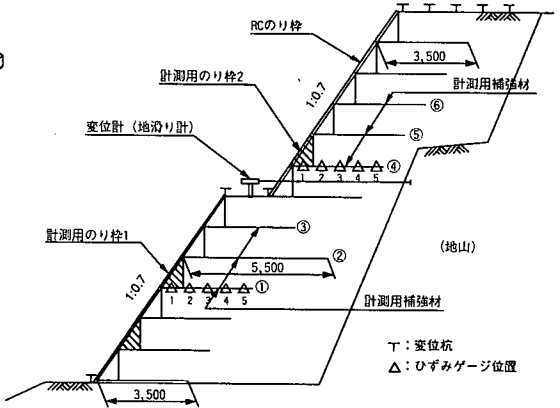 RCのり枠
3,500
計測用のり枠2
1:0.7
計測用補強材
⑥
⑤
変位計(地滑り計)
④
1 2 3 4 5
③
(地山)
計測用のり枠1
②
5,500
1:0.7
①
1 2 3 4 5
計測用補強材
┬:変位杭
△:ひずみゲージ位置
3,500